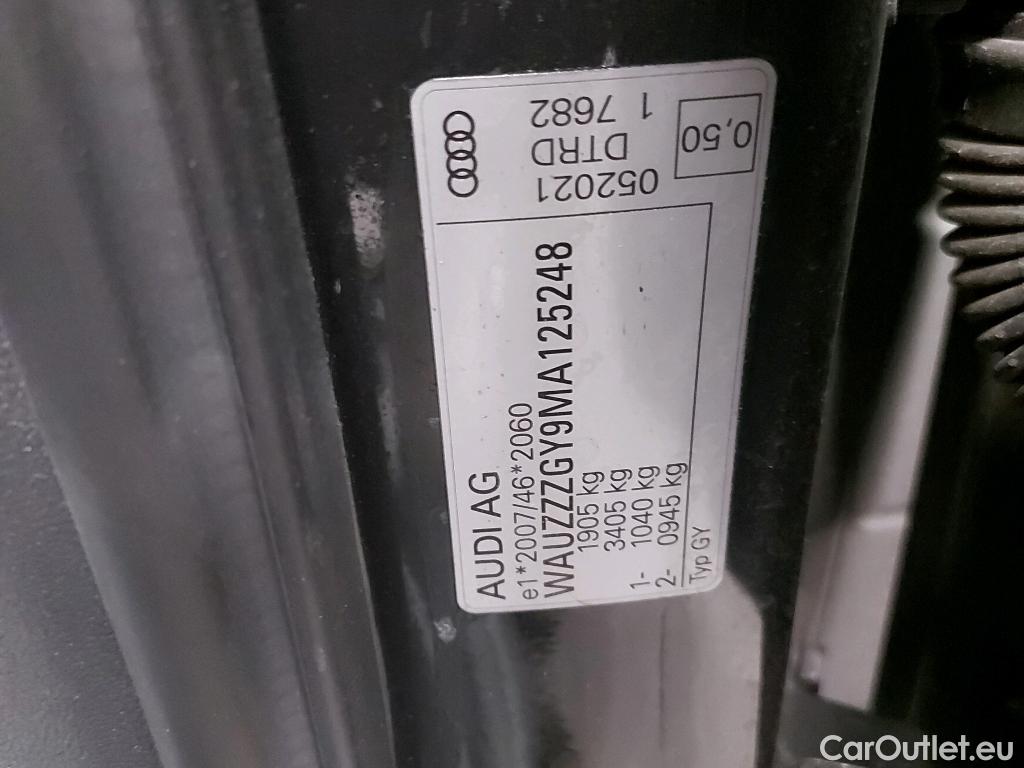 AUDI AG
e1*2007/46*2060
WAUZZZGY9MA125248
1905 kg
3405 kg
1- 1040 kg
2- 0945 kg
Typ GY
052021
DTRD
1 7682
0,50
CarOutlet.eu